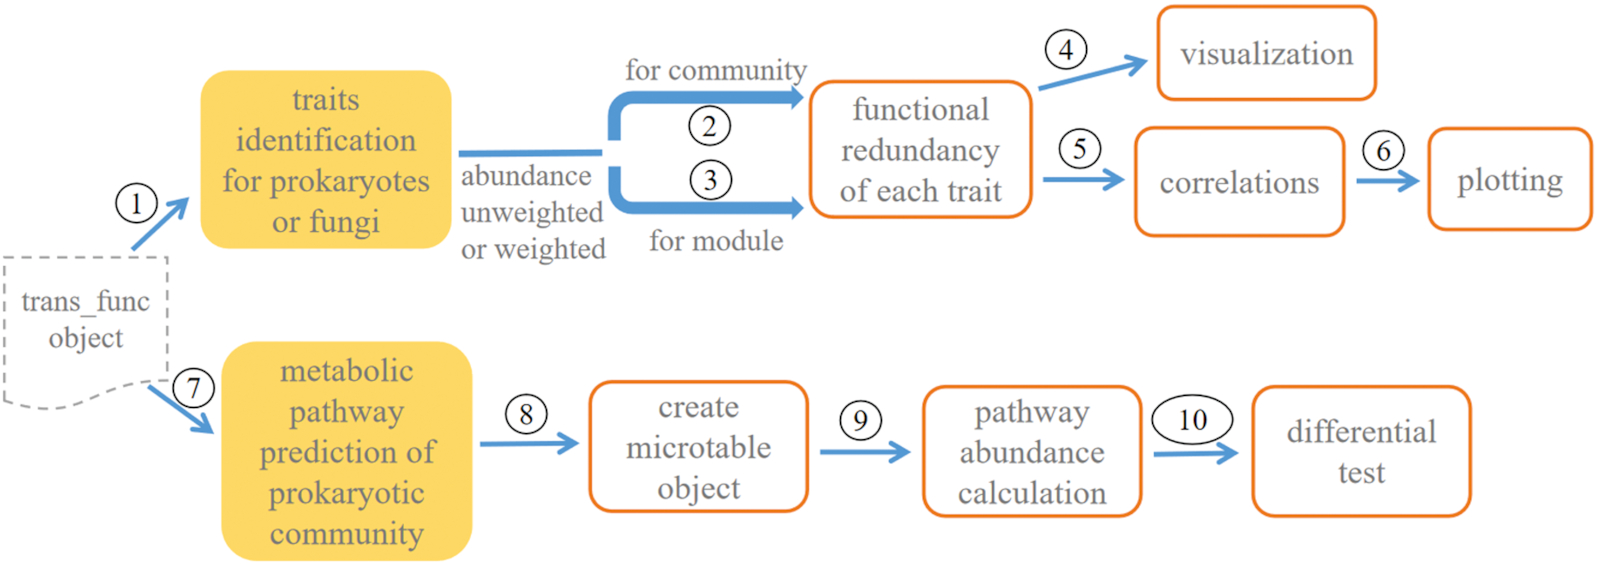 traits
identification
for prokaryotes
or fungi
1
trans_func
object
abundance
unweighted
or weighted
for community
2
3
for module
functional
redundancy
of each trait
4
visualization
5
correlations
6
plotting
7
metabolic
pathway
prediction of
prokaryotic
community
8
create
microtable
object
9
pathway
abundance
calculation
10
differential
test